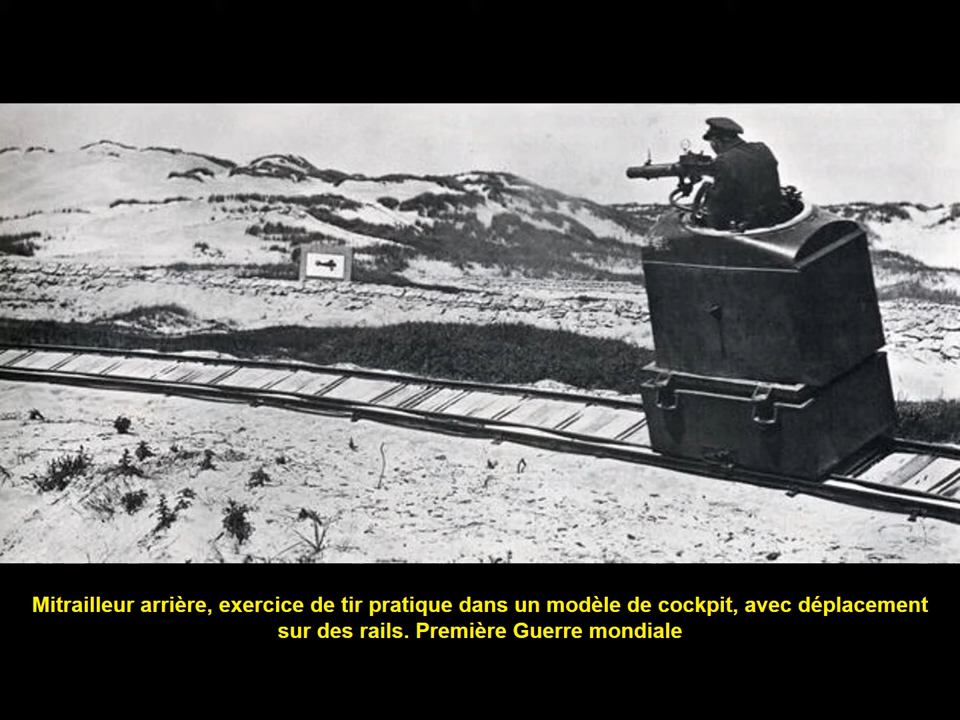 Mitrailleur arrière, exercice de tir pratique dans un modèle de cockpit, avec déplacement
sur des rails. Première Guerre mondiale